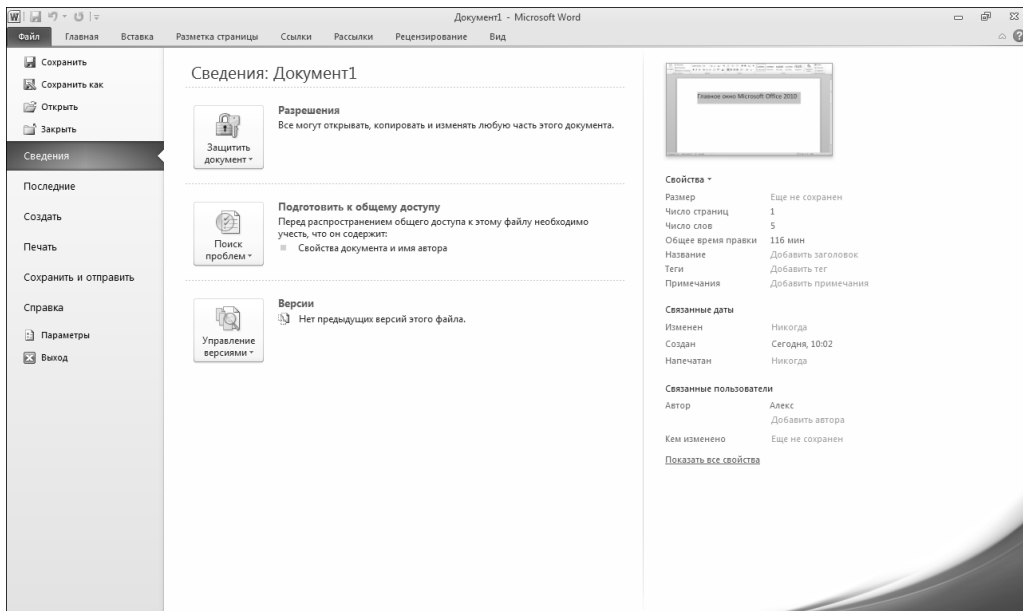 Документ1 - Microsoft Word
Файл Главная Вставка Разметка страницы Ссылки Рассылки Рецензирование Вид
Сохранить
Сохранить как
Открыть
Закрыть
Сведения
Последние
Создать
Печать
Сохранить и отправить
Справка
Параметры
Выход
Сведения: Документ1
Защитить
документ
Разрешения
Все могут открывать, копировать и изменять любую часть этого документа.
Поиск
проблем
Подготовить к общему доступу
Перед распространением общего доступа к этому файлу необходимо
учесть, что он содержит:
Свойства документа и имя автора
Управление
версиями
Версии
Нет предыдущих версий этого файла.
Главное окно Microsoft Office 2010
Свойства
Размер Еще не сохранен
Число страниц 1
Число слов 5
Общее время правки 116 мин
Название Добавить заголовок
Теги Добавить тег
Примечания Добавить примечания
Связанные даты
Изменен Никогда
Создан Сегодня, 10:02
Напечатан Никогда
Связанные пользователи
Автор Алекс
Добавить автора
Кем изменено Еще не сохранен
Показать все свойства